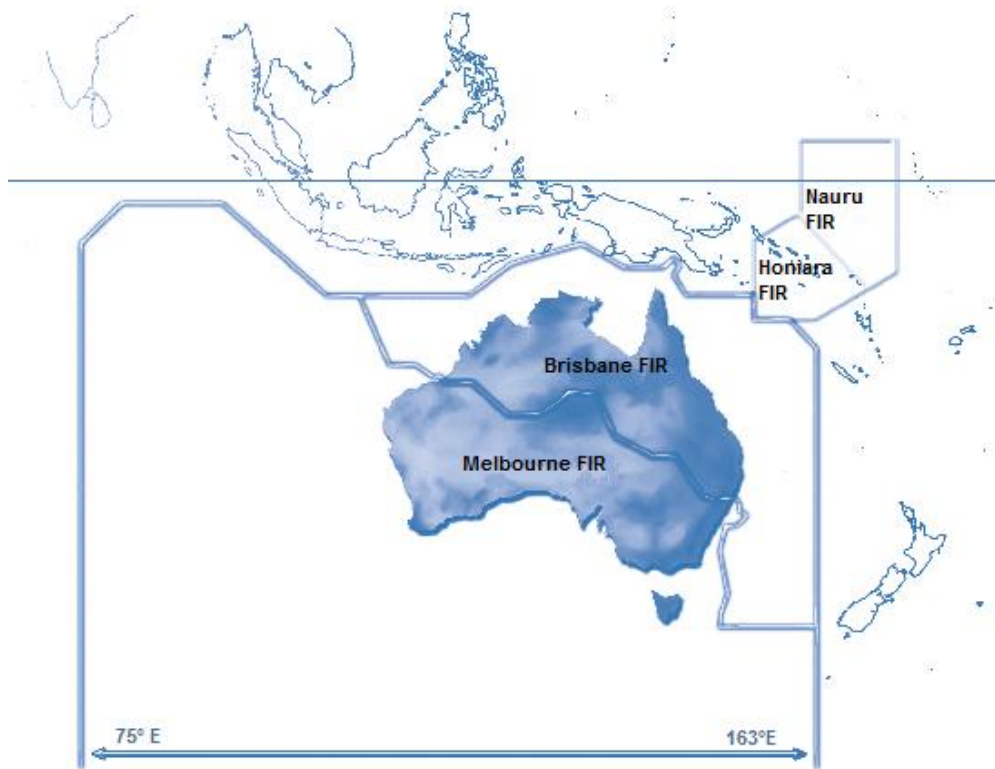 Nauru
FIR
Honiara
FIR
Brisbane FIR
Melbourne FIR
75° E
163°E